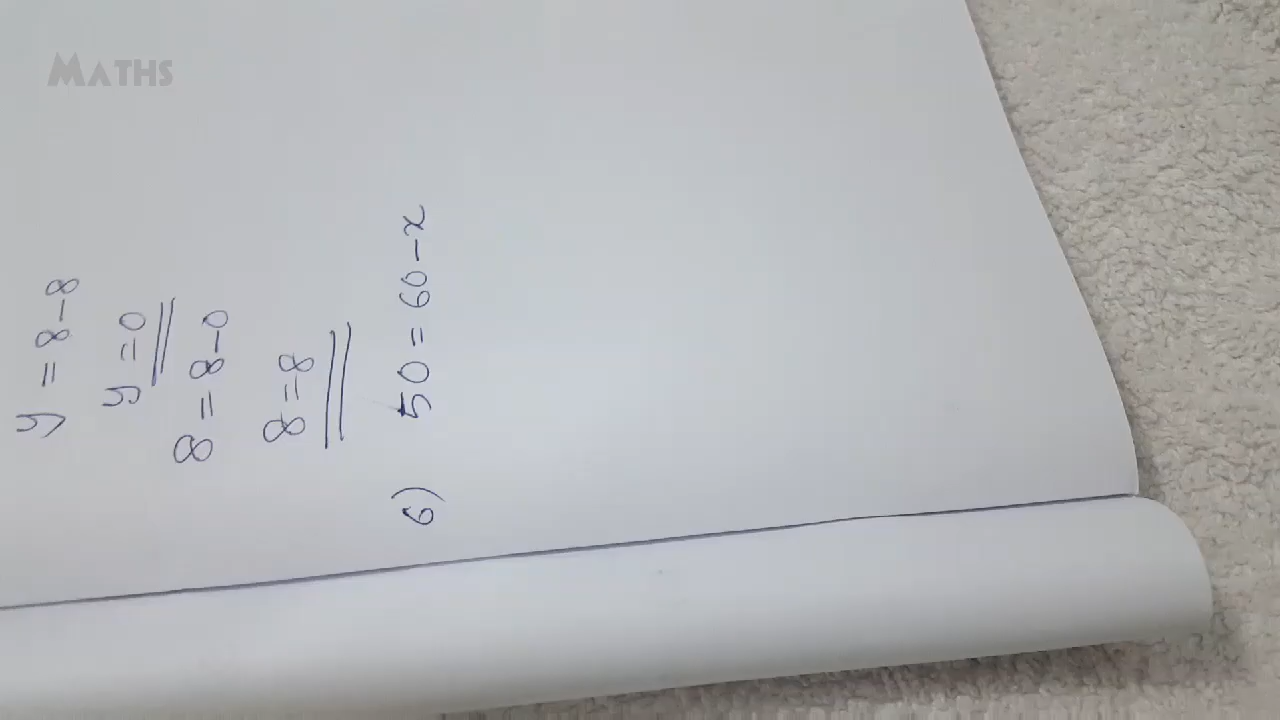 MATHS
y = 8-8
y = 0
8 = 8-0
8 = 8
6) 50 = 60-x